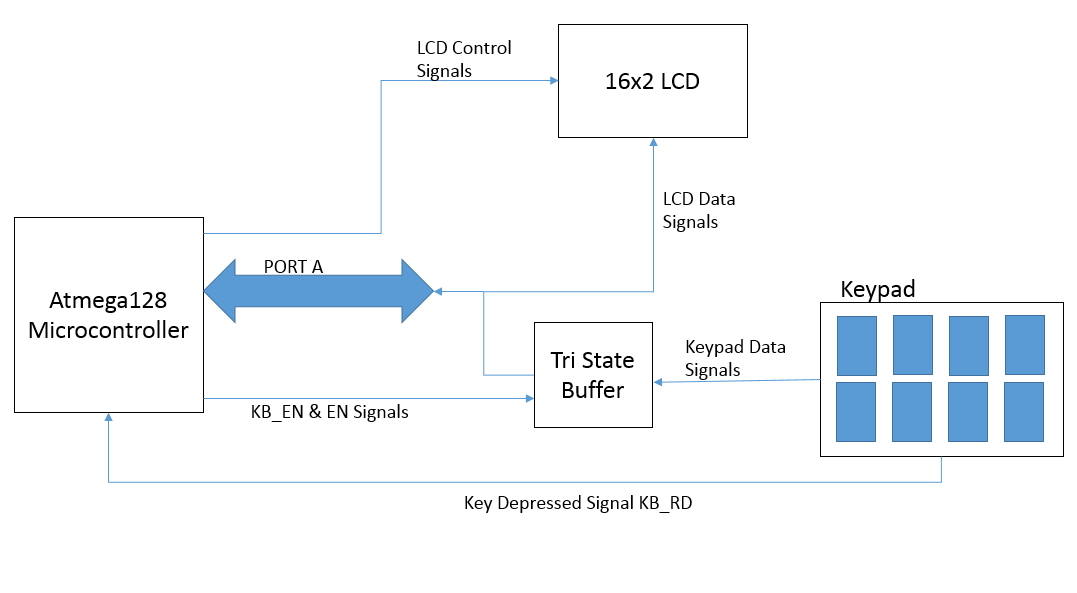 LCD Control
Signals
16x2 LCD
LCD Data
Signals
PORT A
Atmega128
Microcontroller
Keypad
Tri State
Buffer
Keypad Data
Signals
KB_EN & EN Signals
Key Depressed Signal KB_RD